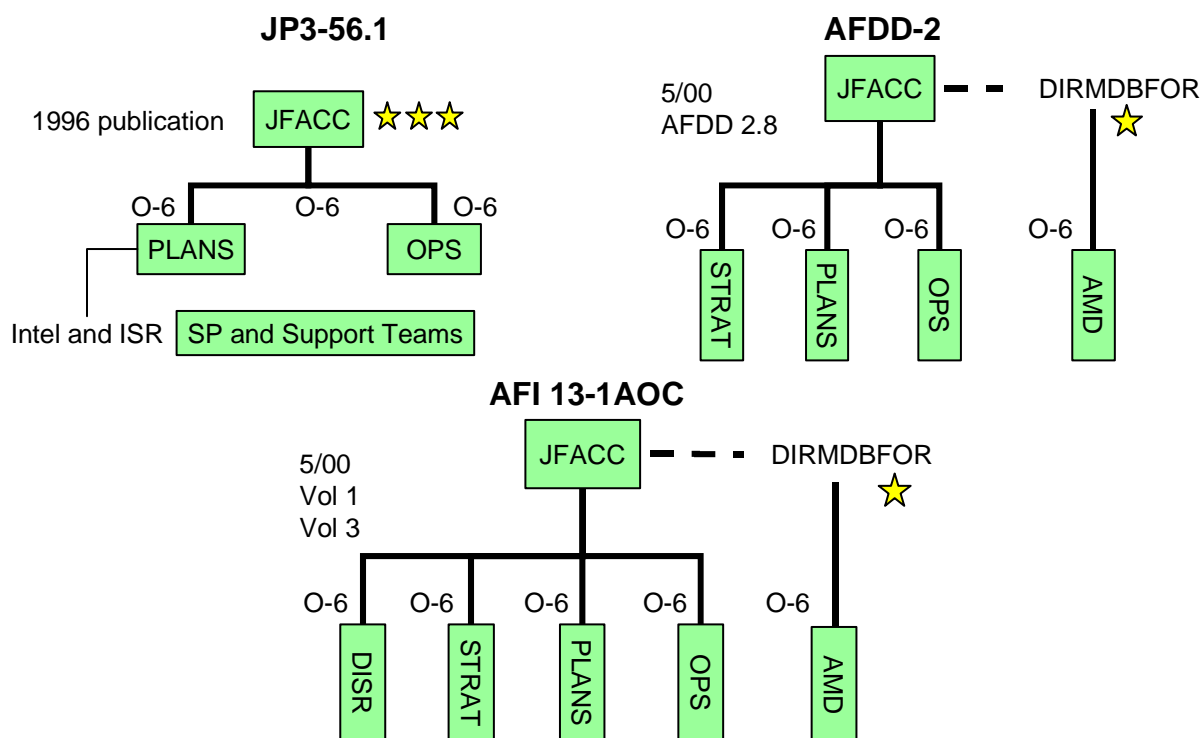 JP3-56.1
1996 publication
JFACC
O-6
O-6
O-6
PLANS
OPS
Intel and ISR
SP and Support Teams
AFDD-2
5/00
AFDD 2.8
JFACC
DIRMDBFOR
O-6
O-6
O-6
O-6
STRAT
PLANS
OPS
AMD
AFI 13-1AOC
5/00
Vol 1
Vol 3
JFACC
DIRMDBFOR
O-6
O-6
O-6
O-6
O-6
DISR
STRAT
PLANS
OPS
AMD